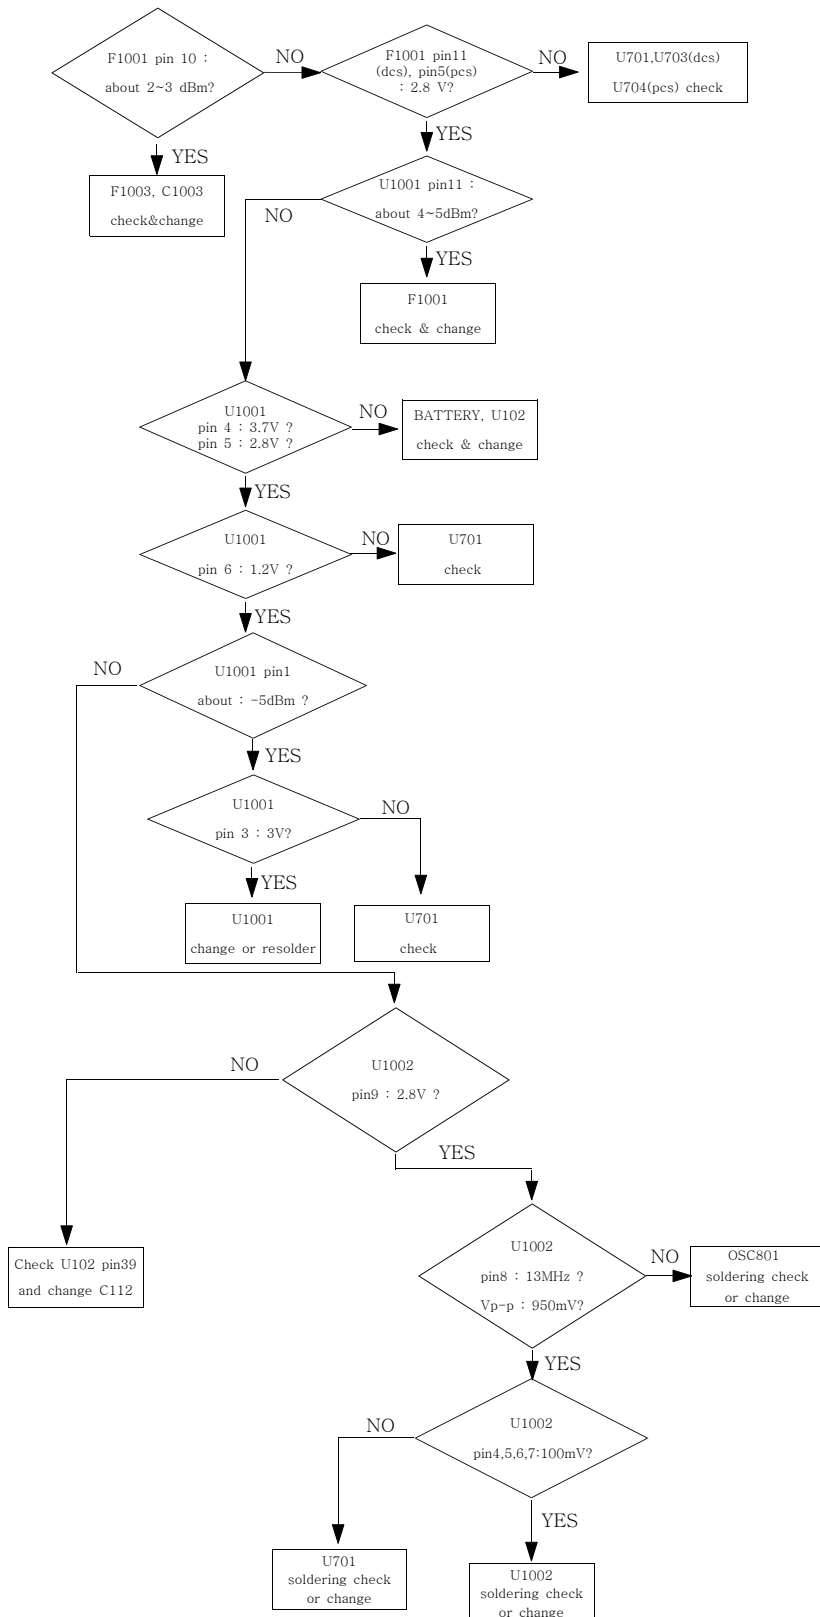 F1001 pin 10 :
about 2~3 dBm?
NO
F1001 pin11
(dcs), pin5(pcs)
: 2.8 V?
NO
U701,U703(dcs)
U704(pcs) check
YES
F1003, C1003
check&change
YES
U1001 pin11 :
about 4~5dBm?
NO
YES
F1001
check & change
U1001
pin 4 : 3.7V ?
pin 5 : 2.8V ?
NO
BATTERY, U102
check & change
YES
U1001
pin 6 : 1.2V ?
NO
U701
check
YES
U1001 pin1
about : -5dBm ?
NO
YES
U1001
pin 3 : 3V?
NO
YES
U1001
change or resolder
U701
check
U1002
pin9 : 2.8V ?
NO
YES
Check U102 pin39
and change C112
U1002
pin8 : 13MHz ?
Vp-p : 950mV?
NO
OSC801
soldering check
or change
YES
U1002
pin4,5,6,7:100mV?
NO
YES
U701
soldering check
or change
U1002
soldering check
or change